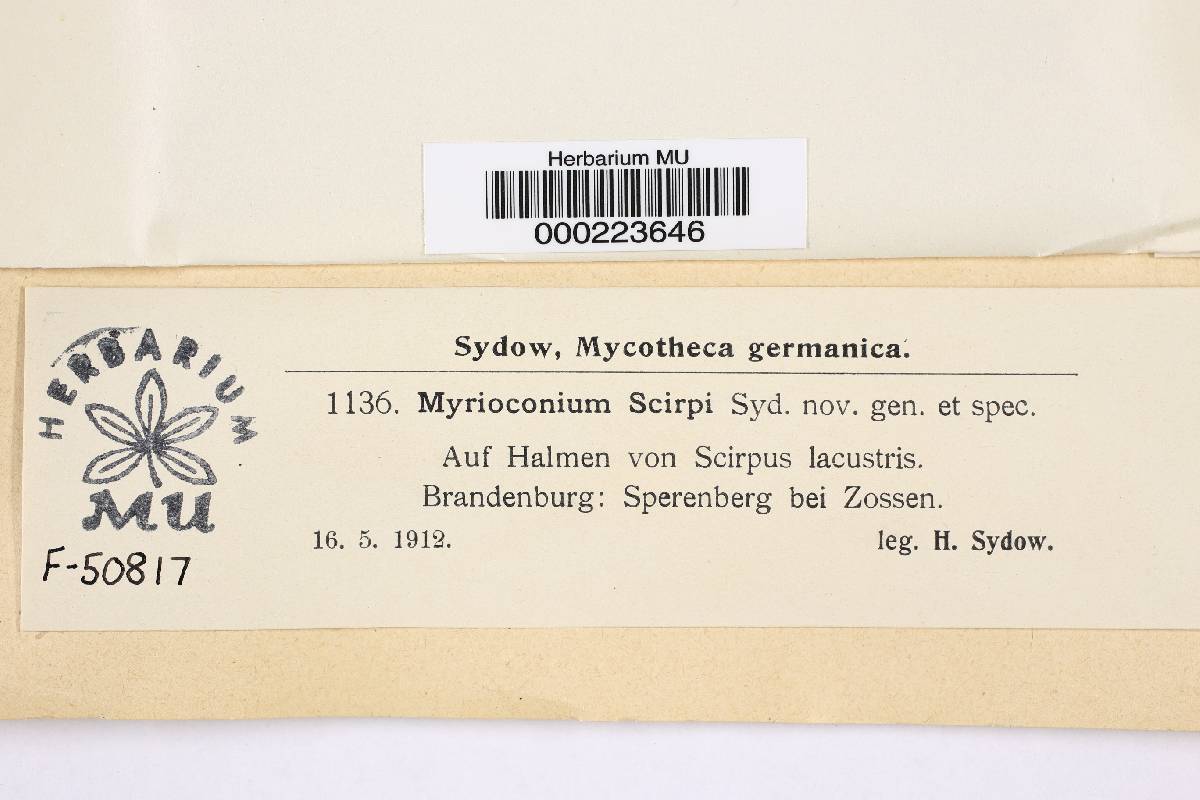 Herbarium MU
000223646
HERBARIUM
MU
F-50817
Sydow, Mycotheca germanica.
1136. Myrioconium Scirpi Syd. nov. gen. et spec.
Auf Halmen von Scirpus lacustris.
Brandenburg: Sperenberg bei Zossen.
16. 5. 1912. leg. H. Sydow.